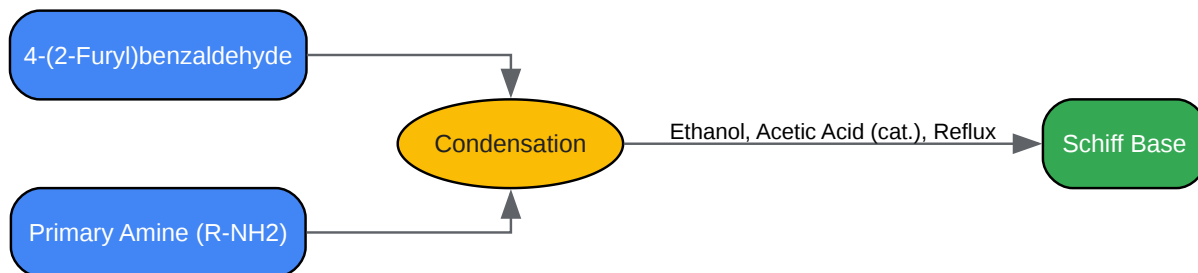 4-(2-Furyl)benzaldehyde
Condensation
Ethanol, Acetic Acid (cat.), Reflux
Schiff Base
Primary Amine (R-NH2)